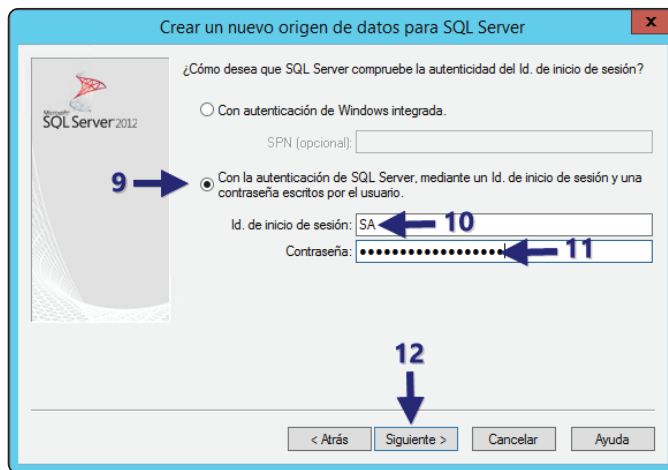 Crear un nuevo origen de datos para SQL Server
x
¿Cómo desea que SQL Server compruebe la autenticidad del Id. de inicio de sesión?
Microsoft
SQL Server 2012
Con autenticación de Windows integrada.
SPN (opcional):
9
Con la autenticación de SQL Server, mediante un Id. de inicio de sesión y una
contraseña escritos por el usuario.
Id. de inicio de sesión: SA 10
Contraseña: ●●●●●●●●●●●●●●●●●● 11
12
< Atrás Siguiente > Cancelar Ayuda